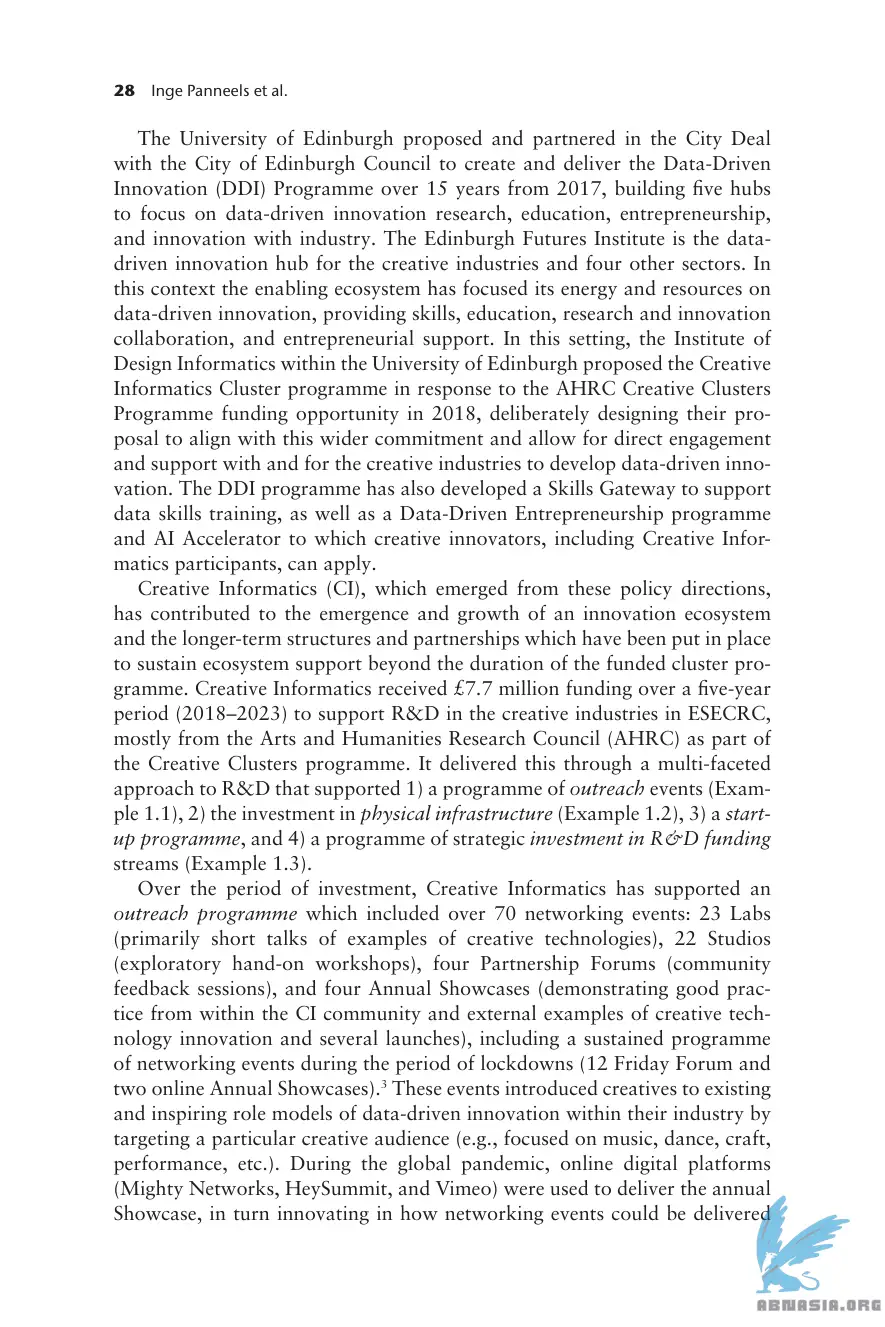 28 Inge Panneels et al.
The University of Edinburgh proposed and partnered in the City Deal
with the City of Edinburgh Council to create and deliver the Data-Driven
Innovation (DDI) Programme over 15 years from 2017, building five hubs
to focus on data-driven innovation research, education, entrepreneurship,
and innovation with industry. The Edinburgh Futures Institute is the data-
driven innovation hub for the creative industries and four other sectors. In
this context the enabling ecosystem has focused its energy and resources on
data-driven innovation, providing skills, education, research and innovation
collaboration, and entrepreneurial support. In this setting, the Institute of
Design Informatics within the University of Edinburgh proposed the Creative
Informatics Cluster programme in response to the AHRC Creative Clusters
Programme funding opportunity in 2018, deliberately designing their pro-
posal to align with this wider commitment and allow for direct engagement
and support with and for the creative industries to develop data-driven inno-
vation. The DDI programme has also developed a Skills Gateway to support
data skills training, as well as a Data-Driven Entrepreneurship programme
and AI Accelerator to which creative innovators, including Creative Infor-
matics participants, can apply.
Creative Informatics (CI), which emerged from these policy directions,
has contributed to the emergence and growth of an innovation ecosystem
and the longer-term structures and partnerships which have been put in place
to sustain ecosystem support beyond the duration of the funded cluster pro-
gramme. Creative Informatics received £7.7 million funding over a five-year
period (2018–2023) to support R&D in the creative industries in ESECRC,
mostly from the Arts and Humanities Research Council (AHRC) as part of
the Creative Clusters programme. It delivered this through a multi-faceted
approach to R&D that supported 1) a programme of outreach events (Exam-
ple 1.1), 2) the investment in physical infrastructure (Example 1.2), 3) a start-
up programme, and 4) a programme of strategic investment in R&D funding
streams (Example 1.3).
Over the period of investment, Creative Informatics has supported an
outreach programme which included over 70 networking events: 23 Labs
(primarily short talks of examples of creative technologies), 22 Studios
(exploratory hand-on workshops), four Partnership Forums (community
feedback sessions), and four Annual Showcases (demonstrating good prac-
tice from within the CI community and external examples of creative tech-
nology innovation and several launches), including a sustained programme
of networking events during the period of lockdowns (12 Friday Forum and
two online Annual Showcases).3 These events introduced creatives to existing
and inspiring role models of data-driven innovation within their industry by
targeting a particular creative audience (e.g., focused on music, dance, craft,
performance, etc.). During the global pandemic, online digital platforms
(Mighty Networks, HeySummit, and Vimeo) were used to deliver the annual
Showcase, in turn innovating in how networking events could be delivered
ABNASIA.ORG